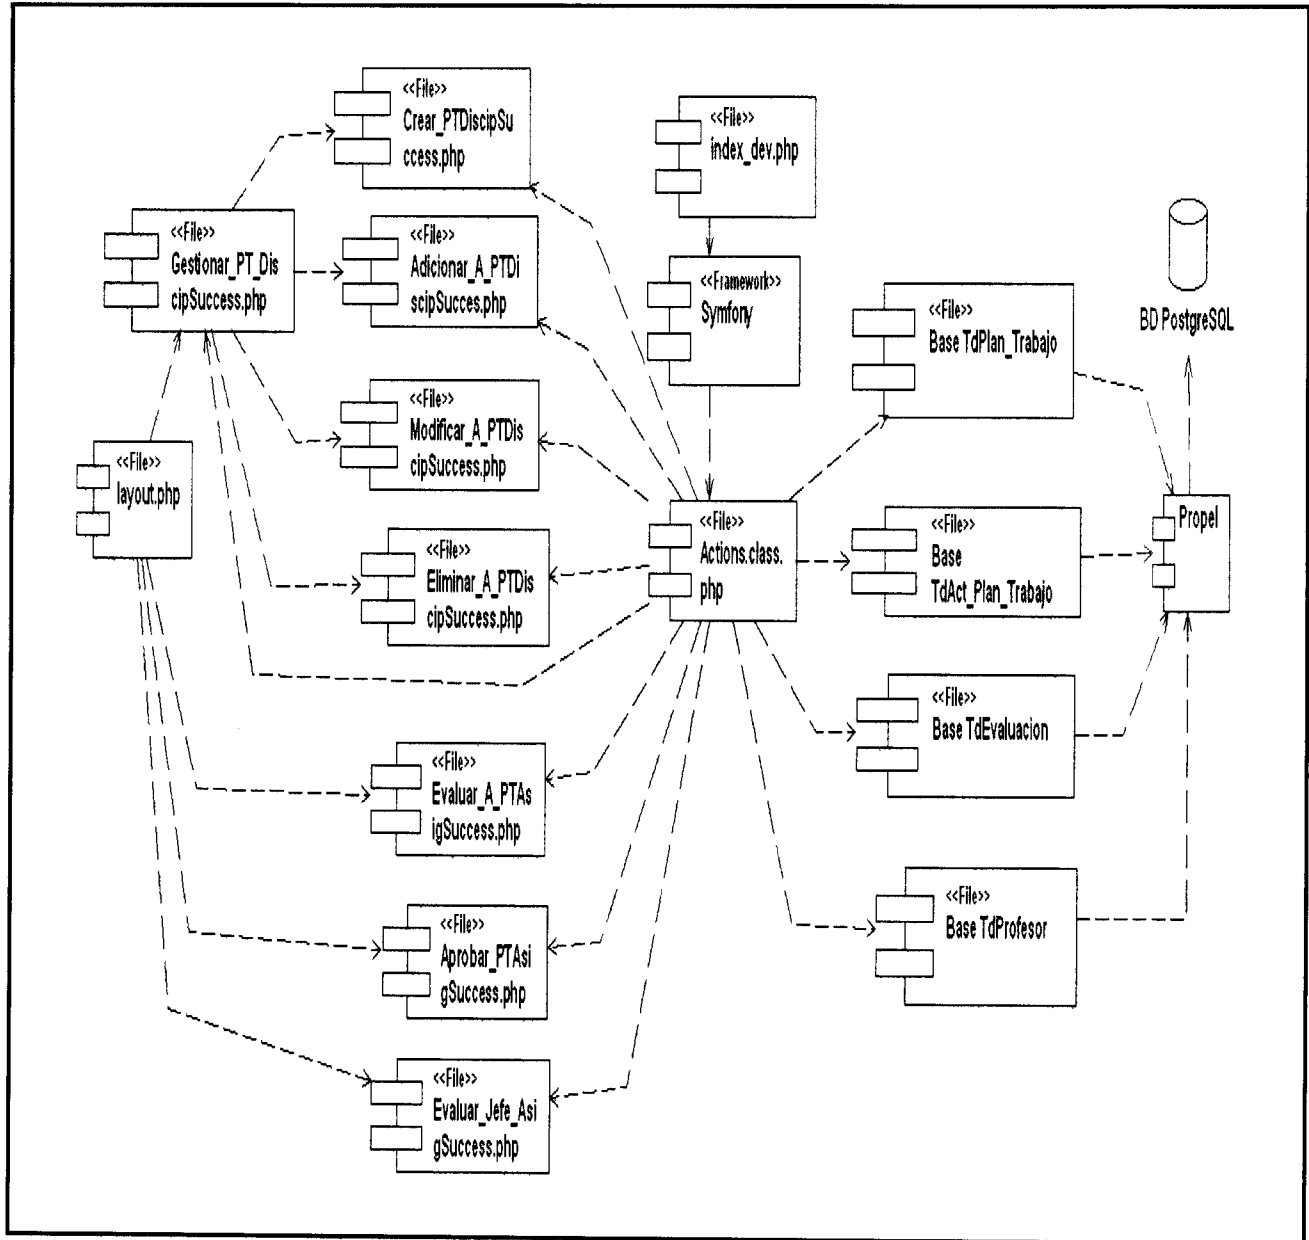 <<File>>
Crear_PTDiscipSu
ccess.php
<<File>>
index_dev.php
<<File>>
Gestionar_PT_Dis
cipSuccess.php
<<File>>
Adicionar_A_PTDi
scipSucces.php
<<Framework>>
Symfony
<<File>>
Base TdPlan_Trabajo
BD PostgreSQL
<<File>>
Modificar_A_PTDis
cipSuccess.php
<<File>>
layout.php
<<File>>
Eliminar_A_PTDis
cipSuccess.php
<<File>>
Actions.class.
php
<<File>>
Base
TdAct_Plan_Trabajo
Propel
<<File>>
Base TdEvaluacion
<<File>>
Evaluar_A_PTAs
igSuccess.php
<<File>>
Base TdProfesor
<<File>>
Aprobar_PTAsi
gSuccess.php
<<File>>
Evaluar_Jefe_Asi
gSuccess.php